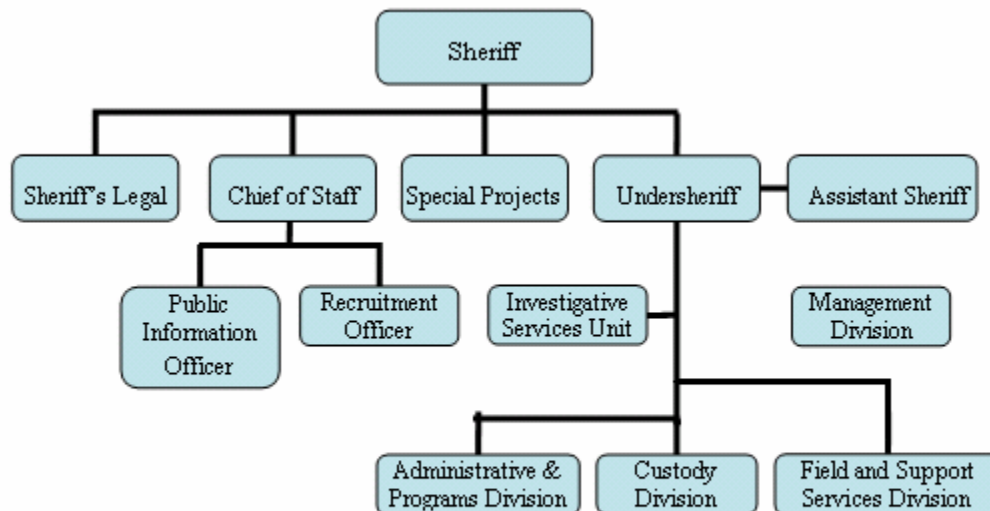 Sheriff
Sheriff's Legal
Chief of Staff
Special Projects
Undersheriff
Assistant Sheriff
Public
Information
Officer
Recruitment
Officer
Investigative
Services Unit
Management
Division
Administrative &
Programs Division
Custody
Division
Field and Support
Services Division